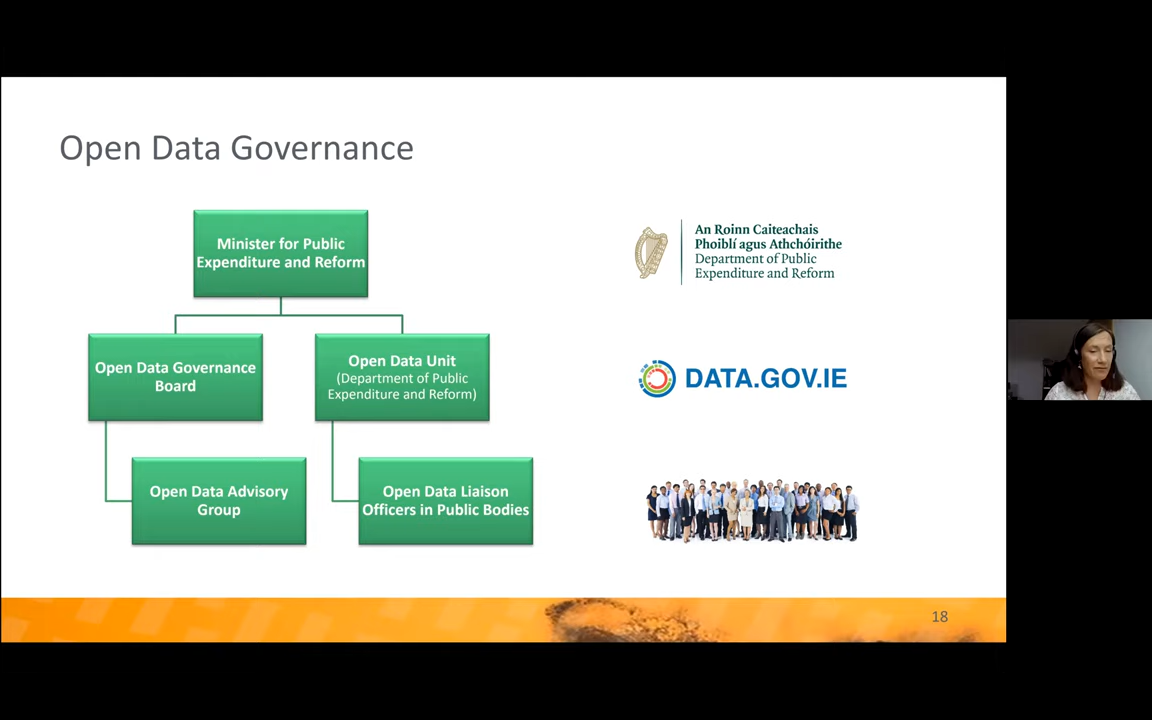 Open Data Governance
Minister for Public
Expenditure and Reform
Open Data Governance
Board
Open Data Unit
(Department of Public
Expenditure and Reform)
Open Data Advisory
Group
Open Data Liaison
Officers in Public Bodies
An Roinn Caiteachais
Phoiblí agus Athchóirithe
Department of Public
Expenditure and Reform
DATA.GOV.IE
18